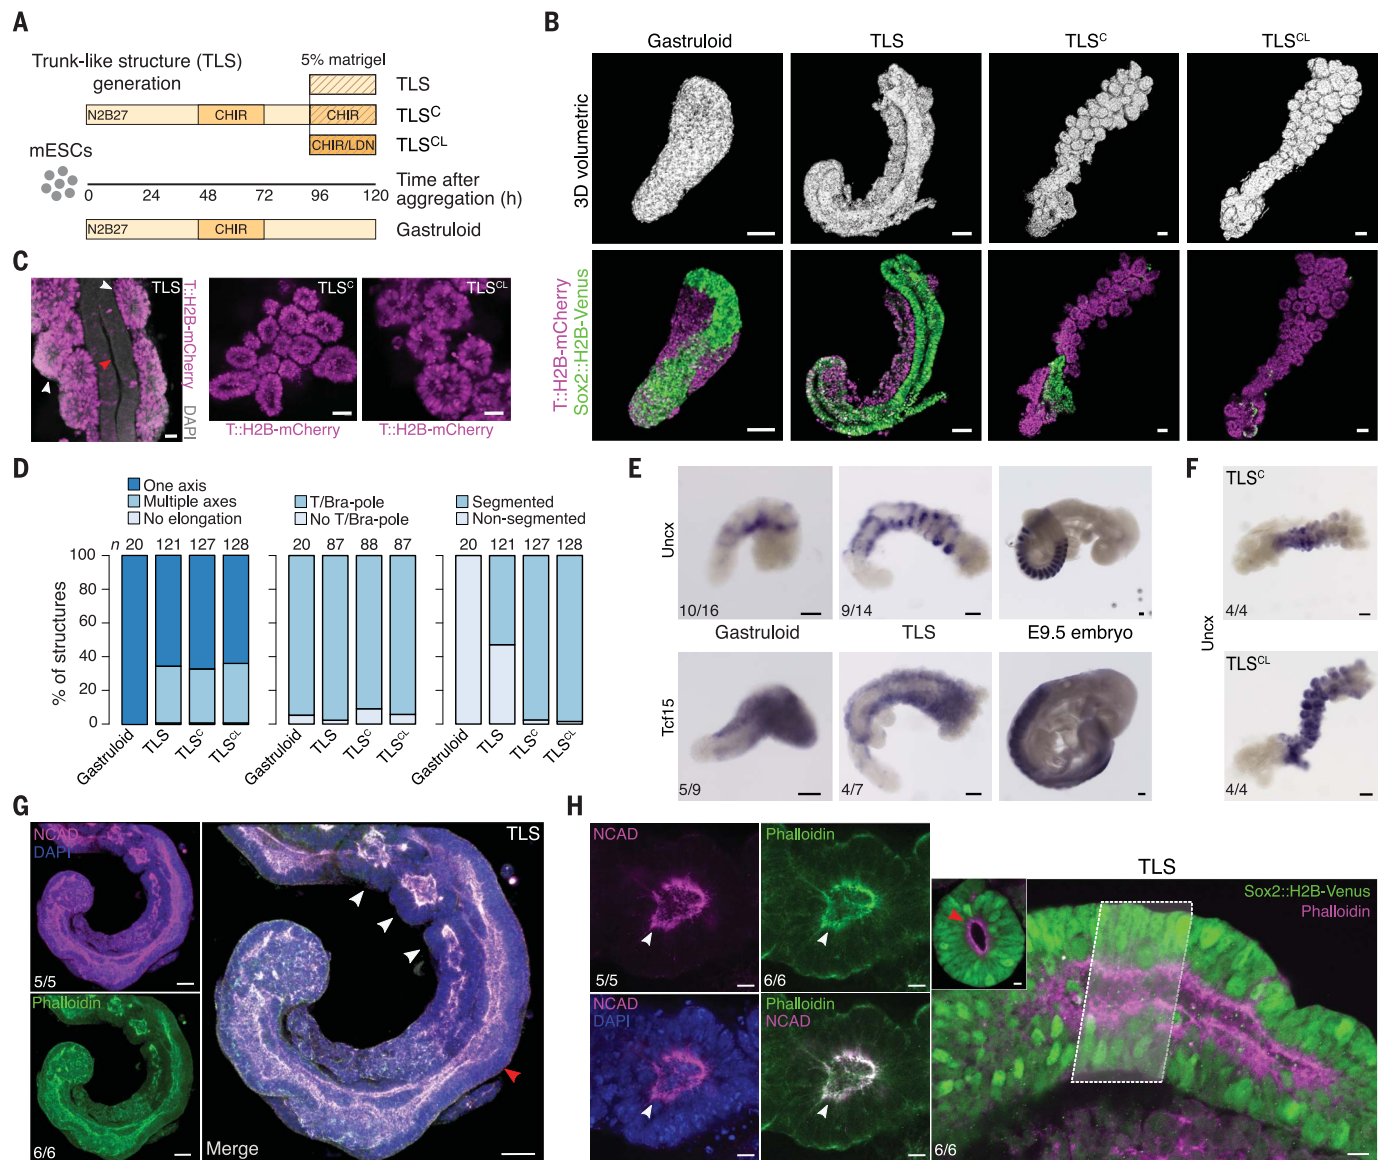 A
Trunk-like structure (TLS)
generation
5% matrigel
TLS
N2B27
CHIR
CHIR
TLSC
CHIR/LDN
TLSCL
mESCs
0
24
48
72
96
120
Time after
aggregation (h)
N2B27
CHIR
Gastruloid
B
Gastruloid
TLS
TLSC
TLSCL
3D volumetric
T::H2B-mCherry
Sox2::H2B-Venus
C
TLS
T::H2B-mCherry
DAPI
TLSC
TLSCL
T::H2B-mCherry
T::H2B-mCherry
D
One axis
Multiple axes
No elongation
T/Bra-pole
No T/Bra-pole
Segmented
Non-segmented
n 20 121 127 128
20 87 88 87
20 121 127 128
% of structures
100
80
60
40
20
0
Gastruloid
TLS
TLSC
TLSCL
Gastruloid
TLS
TLSC
TLSCL
Gastruloid
TLS
TLSC
TLSCL
E
Uncx
10/16
9/14
Gastruloid
TLS
E9.5 embryo
Tcf15
5/9
4/7
F
TLSC
4/4
Uncx
TLSCL
4/4
G
NCAD
DAPI
5/5
Phalloidin
6/6
TLS
Merge
H
NCAD
5/5
Phalloidin
6/6
NCAD
DAPI
Phalloidin
NCAD
TLS
Sox2::H2B-Venus
Phalloidin
6/6